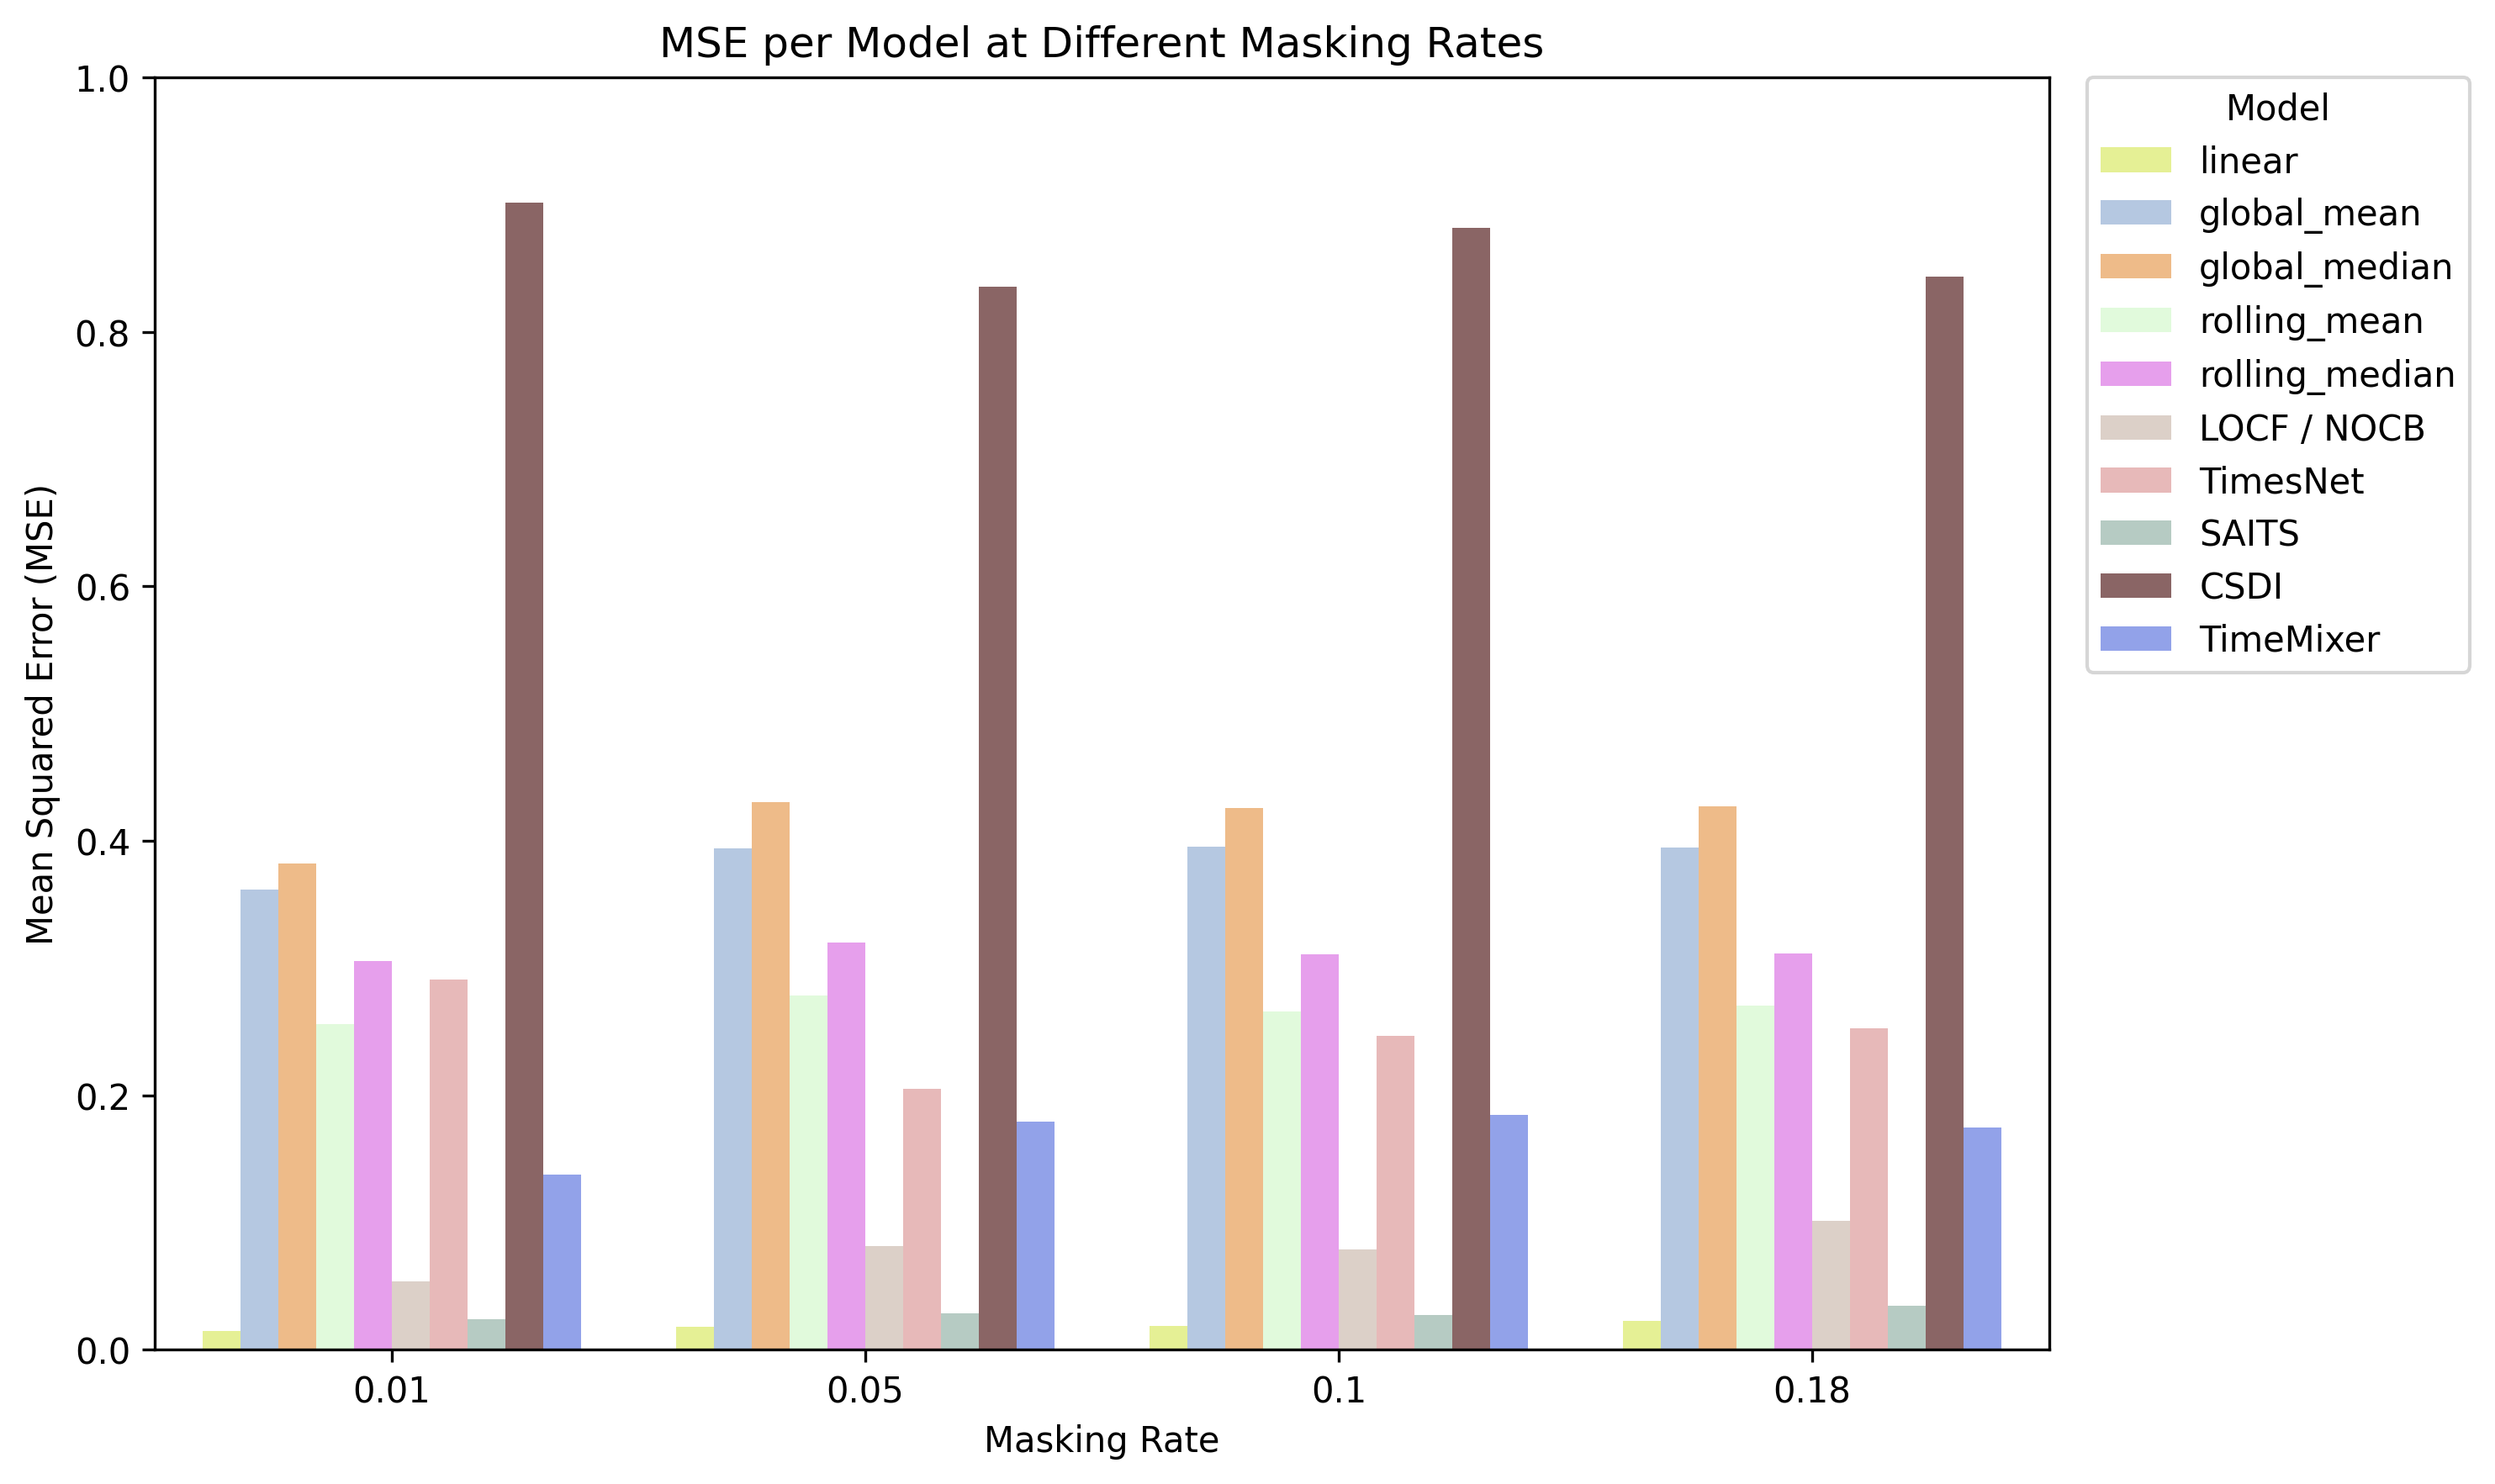 MSE per Model at Different Masking Rates
Mean Squared Error (MSE)
1.0
0.8
0.6
0.4
0.2
0.0
0.01
0.05
0.1
0.18
Masking Rate
Model
linear
global_mean
global_median
rolling_mean
rolling_median
LOCF / NOCB
TimesNet
SAITS
CSDI
TimeMixer